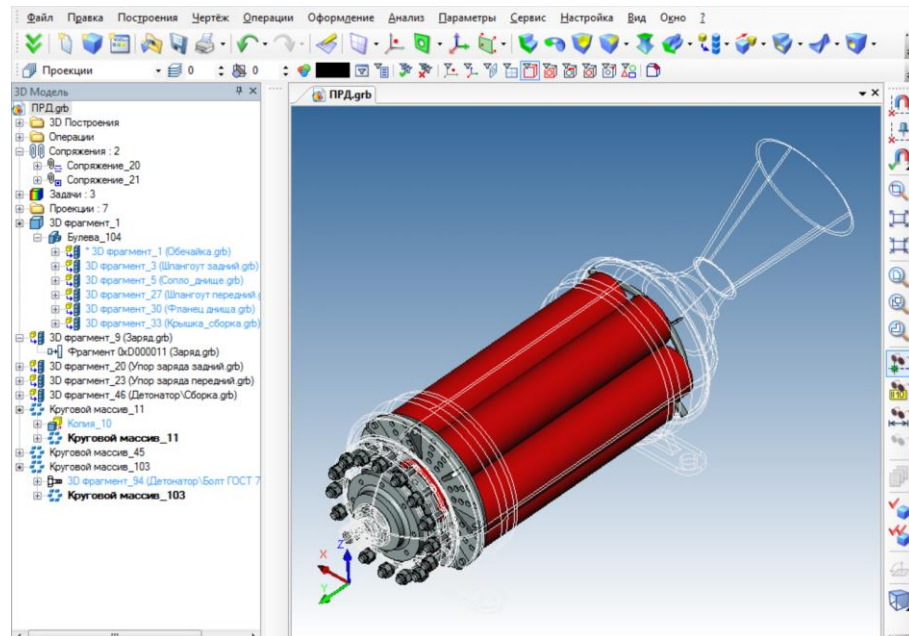 Файл Правка Построения Чертёж Операции Оформление Анализ Параметры Сервис Настройка Вид Окно ?
Проекции 0 0
3D Модель
ПРД.grb
ПРД.grb
3D Построения
Операции
Сопряжения : 2
Сопряжение_20
Сопряжение_21
Задачи : 3
Проекции : 7
3D фрагмент_1
Булева_104
* 3D фрагмент_1 (Обечайка.grb)
3D фрагмент_3 (Шпангоут задний.grb)
3D фрагмент_5 (Сопло_днище.grb)
3D фрагмент_27 (Шпангоут передний.g
3D фрагмент_30 (Фланец днища.grb)
3D фрагмент_33 (Крышка_сборка.grb)
3D фрагмент_9 (Заряд.grb)
Фрагмент 0xD000011 (Заряд.grb)
3D фрагмент_20 (Упор заряда задний.grb)
3D фрагмент_23 (Упор заряда передний.grb)
3D фрагмент_46 (Детонатор\Сборка.grb)
Круговой массив_11
Копия_10
Круговой массив_11
Круговой массив_45
Круговой массив_103
3D фрагмент_94 (Детонатор\Болт ГОСТ 7
Круговой массив_103
Z
X
Y